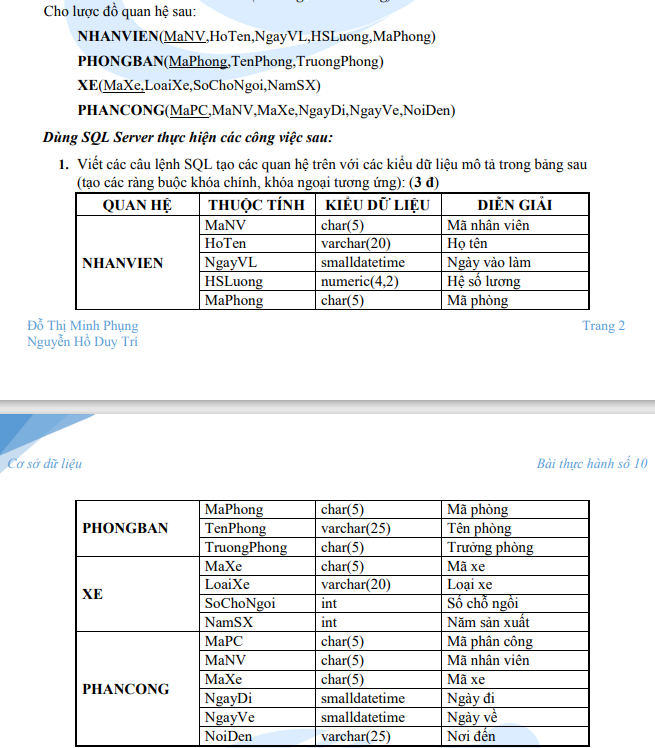 Cho lược đồ quan hệ sau:
NHANVIEN(MaNV,HoTen,NgayVL,HSLuong,MaPhong)
PHONGBAN(MaPhong,TenPhong,TruongPhong)
XE(MaXe,LoaiXe,SoChoNgoi,NamSX)
PHANCONG(MaPC,MaNV,MaXe,NgayDi,NgayVe,NoiDen)
Dùng SQL Server thực hiện các công việc sau:
1. Viết các câu lệnh SQL tạo các quan hệ trên với các kiểu dữ liệu mô tả trong bảng sau
(tạo các ràng buộc khóa chính, khóa ngoại tương ứng): (3 đ)
QUAN HỆ THUỘC TÍNH KIỂU DỮ LIỆU DIỄN GIẢI
MaNV char(5) Mã nhân viên
HoTen varchar(20) Họ tên
NHANVIEN NgayVL smalldatetime Ngày vào làm
HSLuong numeric(4,2) Hệ số lương
MaPhong char(5) Mã phòng
Đỗ Thị Minh Phụng Trang 2
Nguyễn Hồ Duy Trí
Cơ sở dữ liệu Bài thực hành số 10
MaPhong char(5) Mã phòng
PHONGBAN TenPhong varchar(25) Tên phòng
TruongPhong char(5) Trưởng phòng
MaXe char(5) Mã xe
XE LoaiXe varchar(20) Loại xe
SoChoNgoi int Số chỗ ngồi
NamSX int Năm sản xuất
MaPC char(5) Mã phân công
MaNV char(5) Mã nhân viên
MaXe char(5) Mã xe
PHANCONG NgayDi smalldatetime Ngày đi
NgayVe smalldatetime Ngày về
NoiDen varchar(25) Nơi đến